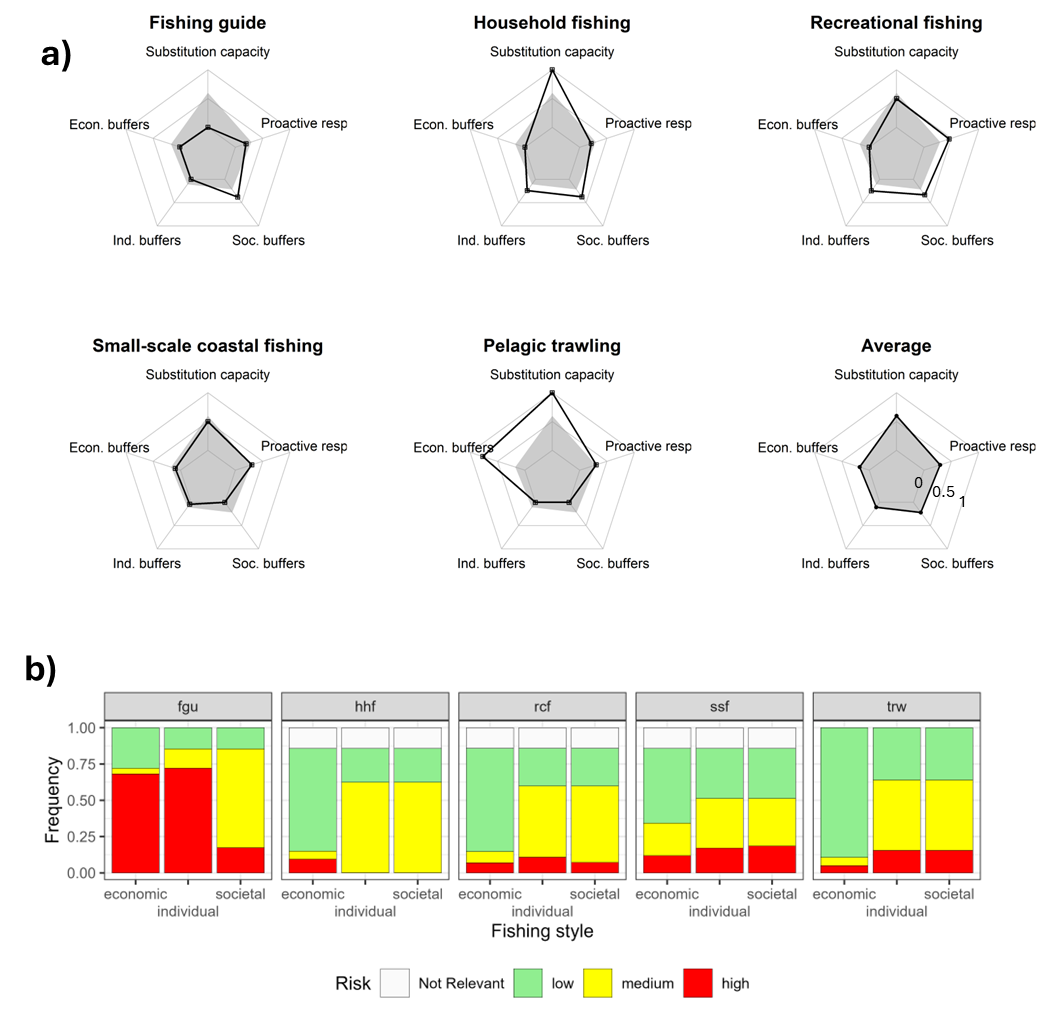 a)
Fishing guide
Substitution capacity
Econ. buffers
Proactive resp
Ind. buffers
Soc. buffers
Household fishing
Substitution capacity
Econ. buffers
Proactive resp
Ind. buffers
Soc. buffers
Recreational fishing
Substitution capacity
Econ. buffers
Proactive resp
Ind. buffers
Soc. buffers
Small-scale coastal fishing
Substitution capacity
Econ. buffers
Proactive resp
Ind. buffers
Soc. buffers
Pelagic trawling
Substitution capacity
Econ. buffers
Proactive resp
Ind. buffers
Soc. buffers
Average
Substitution capacity
Econ. buffers
Proactive resp
0
0.5
1
Ind. buffers
Soc. buffers
b)
fgu
hhf
rcf
ssf
trw
Frequency
1.00
0.75
0.50
0.25
0.00
economic
individual
societal
economic
individual
societal
economic
individual
societal
economic
individual
societal
economic
individual
societal
Fishing style
Risk
Not Relevant
low
medium
high